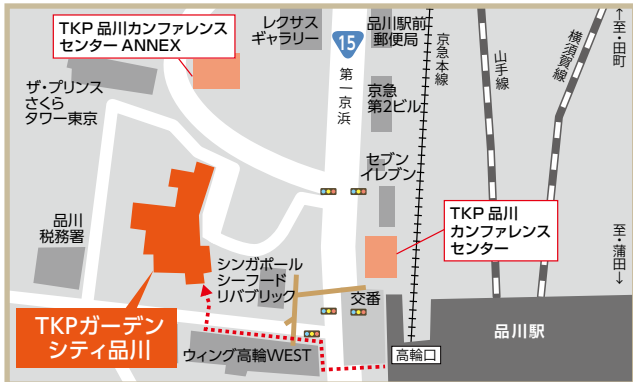 TKP 品川カンファレンス
センター ANNEX
レクサス
ギャラリー
15
第一京浜
品川駅前
郵便局
京急本線
山手線
横須賀線
←至・田町
ザ・プリンス
さくら
タワー東京
京急
第2ビル
セブン
イレブン
TKP 品川
カンファレンス
センター
品川
税務署
シンガポール
シーフード
リパブリック
至・蒲田→
交番
TKPガーデン
シティ品川
ウィング高輪WEST
高輪口
品川駅